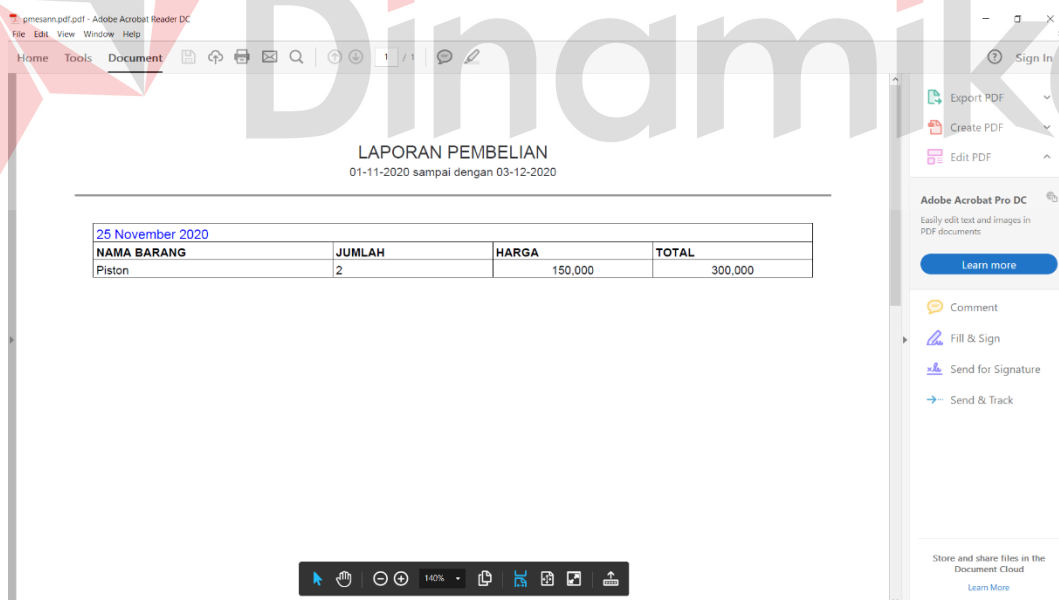 Dinamik
pmesann.pdf.pdf - Adobe Acrobat Reader DC
File Edit View Window Help
Home Tools Document 1 / 1 Sign In
Export PDF
Create PDF
Edit PDF
LAPORAN PEMBELIAN
01-11-2020 sampai dengan 03-12-2020
Adobe Acrobat Pro DC
Easily edit text and images in
PDF documents
Learn more
25 November 2020
NAMA BARANG JUMLAH HARGA TOTAL
Piston 2 150,000 300,000
Comment
Fill & Sign
Send for Signature
Send & Track
Store and share files in the
Document Cloud
Learn More
140%